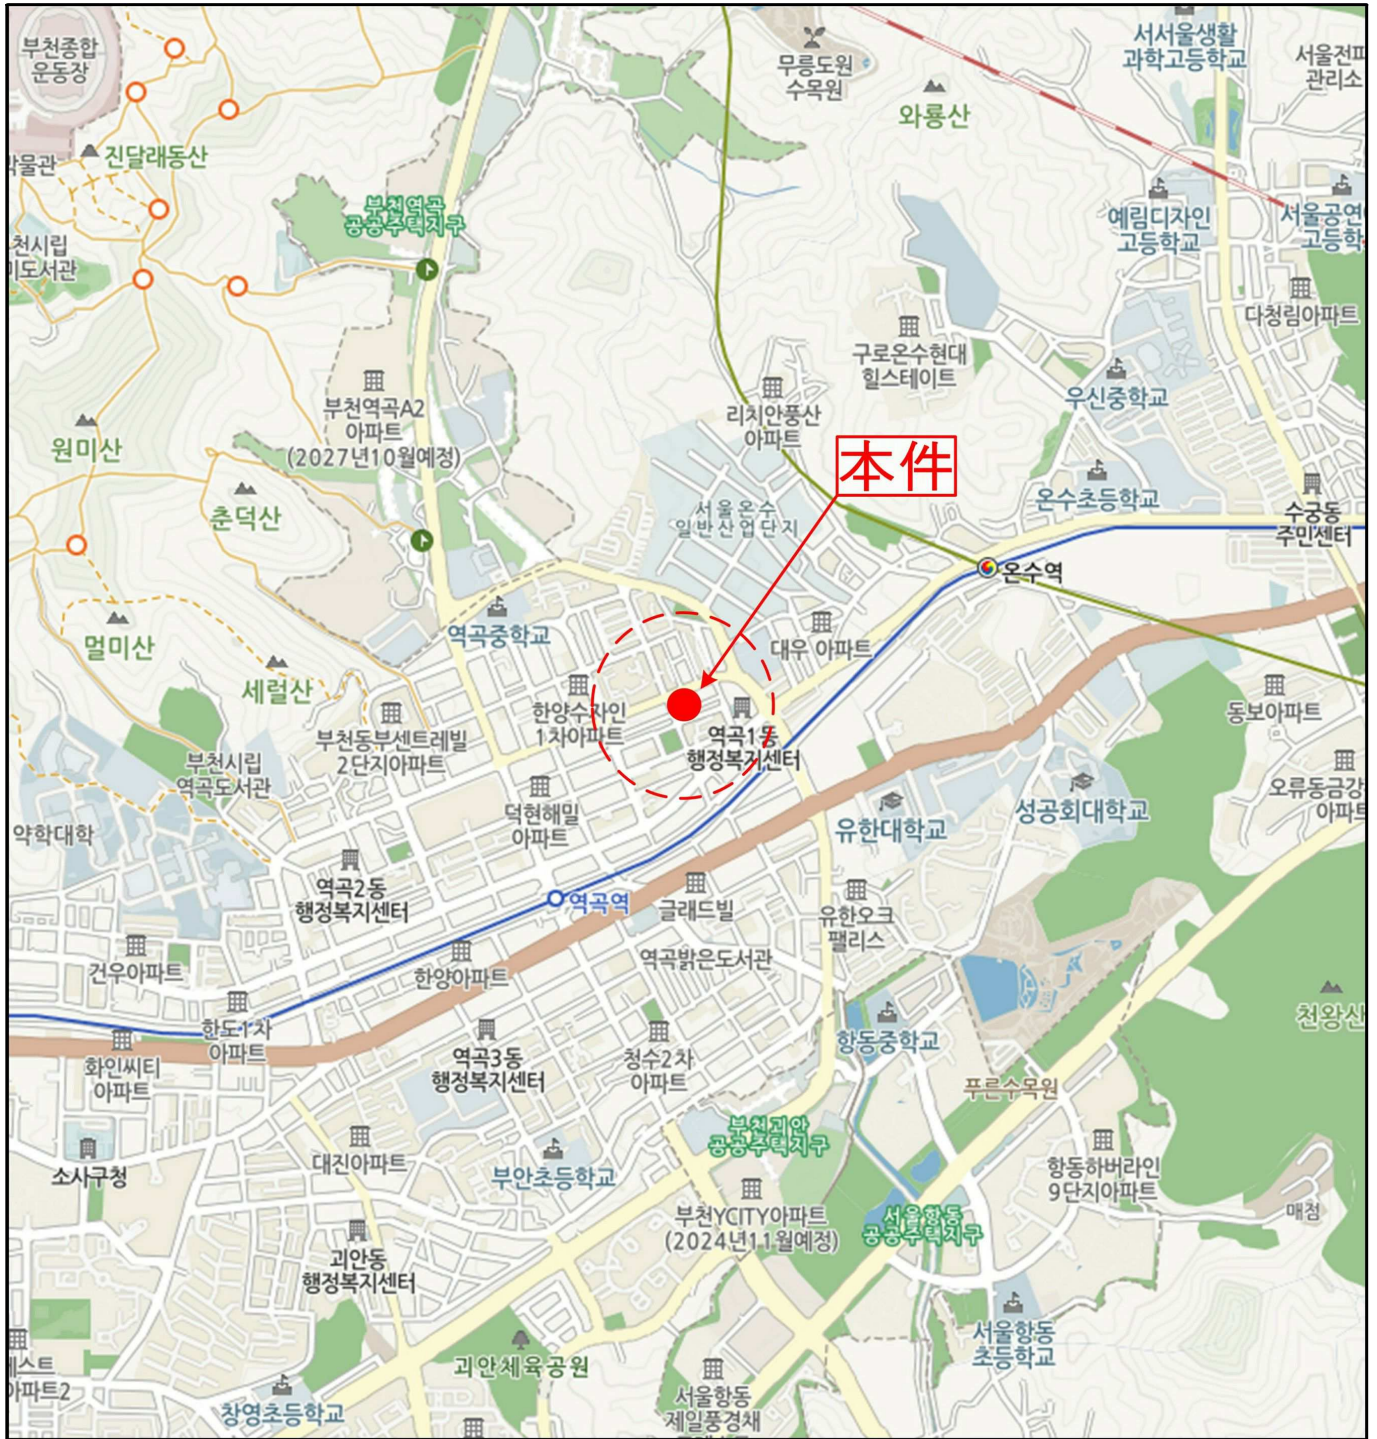 부천종합
운동장
무릉도원
수목원
와룡산
서서울생활
과학고등학교
서울전파
관리소
박물관
진달래동산
부천역곡
공공주택지구
예림디자인
고등학교
서울공연
고등학
천시립
미도서관
다청림아파트
구로온수현대
힐스테이트
우신중학교
부천역곡A2
아파트
(2027년10월예정)
리치안풍산
아파트
원미산
本件
춘덕산
서울온수
일반산업단지
온수초등학교
수궁동
주민센터
온수역
멀미산
역곡중학교
대우 아파트
세럴산
한양수자인
1차아파트
역곡1동
행정복지센터
동보아파트
부천동부센트레빌
2단지아파트
부천시립
역곡도서관
덕현해밀
아파트
오류동금강
아파트
약학대학
유한대학교
성공회대학교
역곡2동
행정복지센터
역곡역
글래드빌
유한오크
팰리스
건우아파트
한양아파트
역곡밝은도서관
한도1차
아파트
천왕산
화인씨티
아파트
역곡3동
행정복지센터
청수2차
아파트
항동중학교
푸른수목원
소사구청
대진아파트
부안초등학교
부천괴안
공공주택지구
항동하버라인
9단지아파트
부천YCITY아파트
(2024년11월예정)
서울항동
공공주택지구
매점
괴안동
행정복지센터
괴안체육공원
서울항동
초등학교
아파트2
창영초등학교
서울항동
제일풍경채